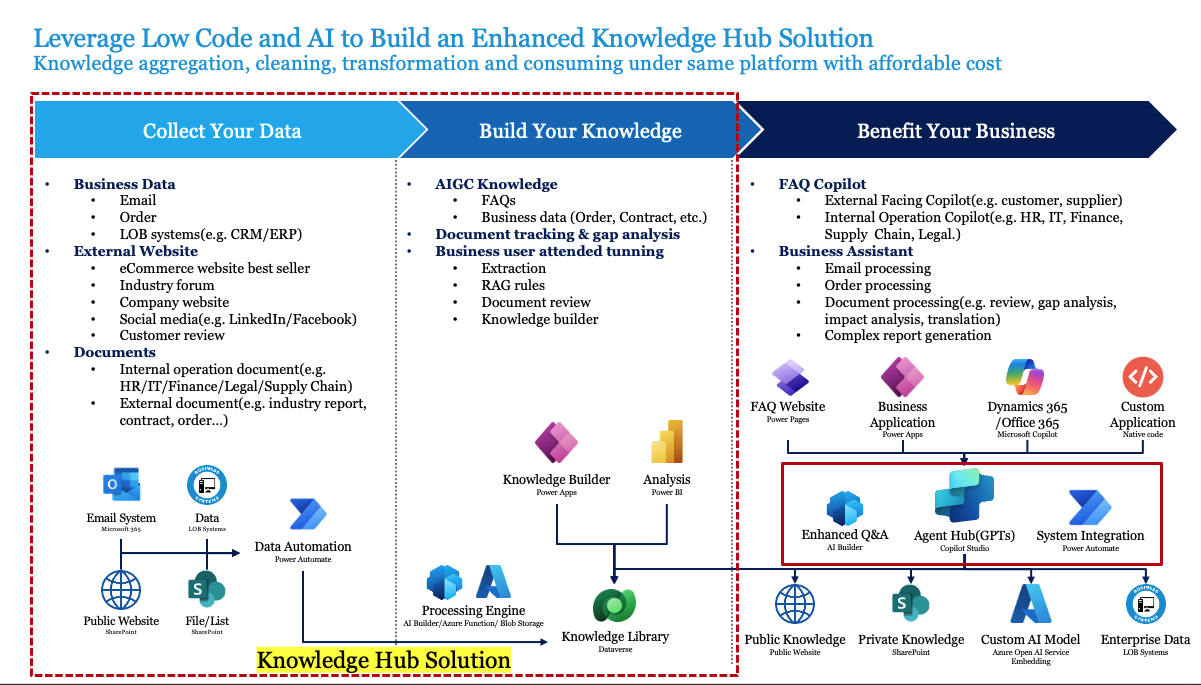 Leverage Low Code and AI to Build an Enhanced Knowledge Hub Solution
Knowledge aggregation, cleaning, transformation and consuming under same platform with affordable cost
Collect Your Data
• Business Data
• Email
• Order
• LOB systems(e.g. CRM/ERP)
• External Website
• eCommerce website best seller
• Industry forum
• Company website
• Social media(e.g. LinkedIn/Facebook)
• Customer review
• Documents
• Internal operation document(e.g.
HR/IT/Finance/Legal/Supply Chain)
• External document(e.g. industry report,
contract, order...)
Email System
Microsoft 365
BUSINESS
SYSTEMS
Data
LOB Systems
Data Automation
Power Automate
Public Website
SharePoint
S
File/List
SharePoint
Build Your Knowledge
• AIGC Knowledge
• FAQs
• Business data (Order, Contract, etc.)
• Document tracking & gap analysis
• Business user attended tunning
• Extraction
• RAG rules
• Document review
• Knowledge builder
Knowledge Builder
Power Apps
Analysis
Power BI
Processing Engine
AI Builder/Azure Function/ Blob Storage
Knowledge Library
Dataverse
Knowledge Hub Solution
Benefit Your Business
• FAQ Copilot
• External Facing Copilot(e.g. customer, supplier)
• Internal Operation Copilot(e.g. HR, IT, Finance,
Supply Chain, Legal.)
• Business Assistant
• Email processing
• Order processing
• Document processing(e.g. review, gap analysis,
impact analysis, translation)
• Complex report generation
FAQ Website
Power Pages
Business
Application
Power Apps
Dynamics 365
/Office 365
Microsoft Copilot
</>
Custom
Application
Native code
Enhanced Q&A
AI Builder
Agent Hub(GPTs)
Copilot Studio
System Integration
Power Automate
Public Knowledge
Public Website
S
Private Knowledge
SharePoint
Custom AI Model
Azure Open AI Service
Embedding
BUSINESS
SYSTEMS
Enterprise Data
LOB Systems